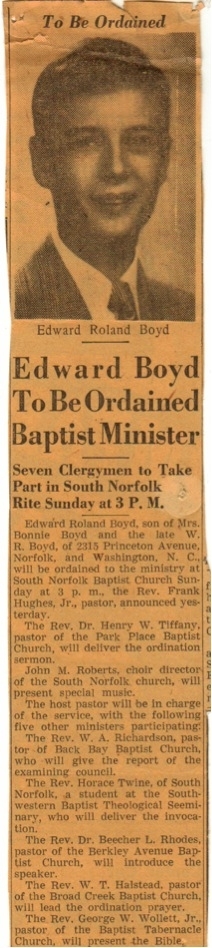 To Be Ordained
Edward Roland Boyd
Edward Boyd
To Be Ordained
Baptist Minister
Seven Clergymen to Take
Part in South Norfolk
Rite Sunday at 3 P. M.
Edward Roland Boyd, son of Mrs.
Bonnie Boyd and the late W.
R. Boyd, of 2315 Princeton Avenue,
Norfolk, and Washington, N. C.,
will be ordained to the ministry at
South Norfolk Baptist Church Sun-
day at 3 p. m., the Rev. Frank
Hughes, Jr., pastor, announced yes-
terday.
The Rev. Dr. Henry W. Tiffany,
pastor of the Park Place Baptist
Church, will deliver the ordination
sermon.
John M. Roberts, choir director
of the South Norfolk church, will
present special music.
The host pastor will be in charge
of the service, with the following
five other ministers participating:
The Rev. W. A. Richardson, pas-
tor of Back Bay Baptist Church,
who will give the report of the
examining council.
The Rev. Horace Twine, of South
Norfolk, a student at the South-
western Baptist Theological Semi-
nary, who will deliver the invoca-
tion.
The Rev. Dr. Beecher L. Rhodes,
pastor of the Berkley Avenue Bap-
tist Church, will introduce the
speaker.
The Rev. W. T. Halstead, pastor
of the Broad Creek Baptist Church,
will lead the ordination prayer.
The Rev. George W. Wollett, Jr.,
pastor of the Baptist Tabernacle
Church, will present the Bible.